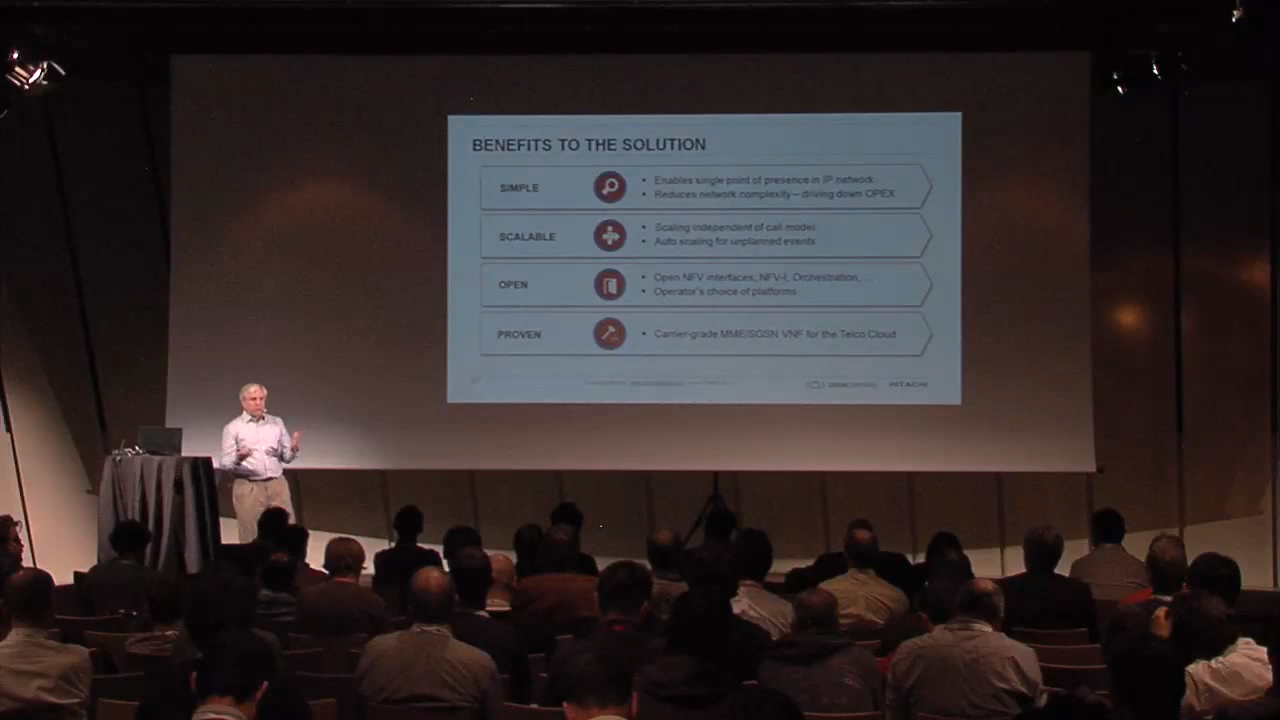 BENEFITS TO THE SOLUTION
SIMPLE
• Enables single point of presence in IP network
• Reduces network complexity – driving down OPEX
SCALABLE
• Scaling independent of call model
• Auto scaling for unplanned events
OPEN
• Open NFV interfaces, NFV-I, Orchestration, ...
• Operator's choice of platforms
PROVEN
• Carrier-grade MME/SGSN VNF for the Telco Cloud
HITACHI